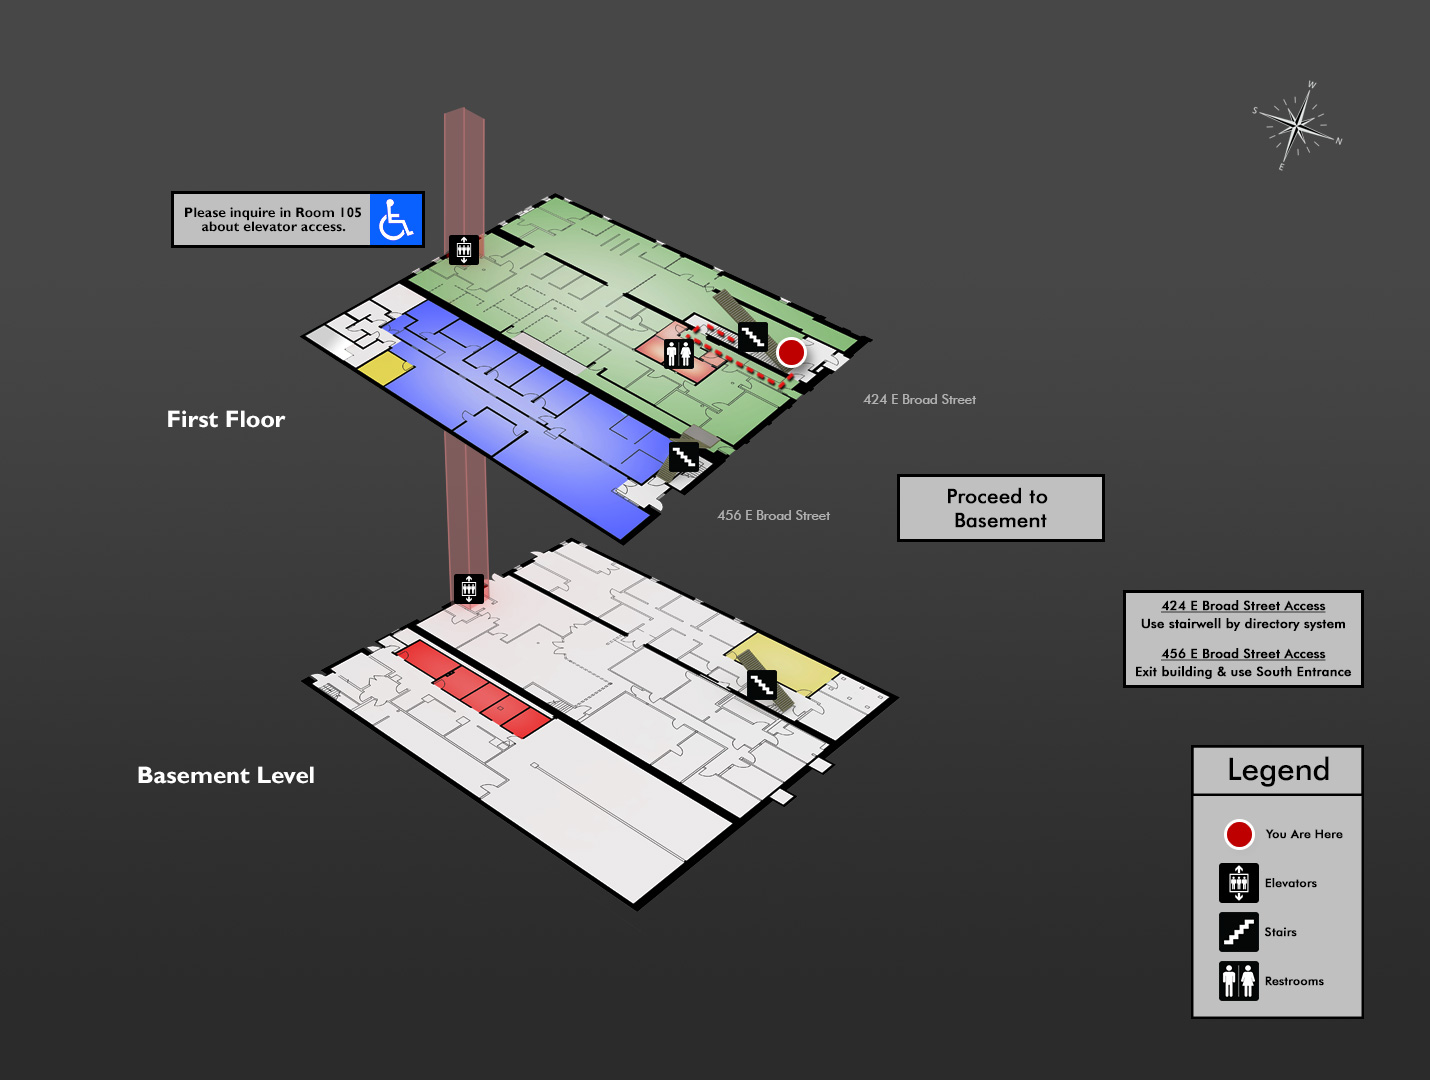 W
S
N
E
Please inquire in Room 105
about elevator access.
First Floor
424 E Broad Street
456 E Broad Street
Proceed to
Basement
424 E Broad Street Access
Use stairwell by directory system
456 E Broad Street Access
Exit building & use South Entrance
Basement Level
Legend
You Are Here
Elevators
Stairs
Restrooms